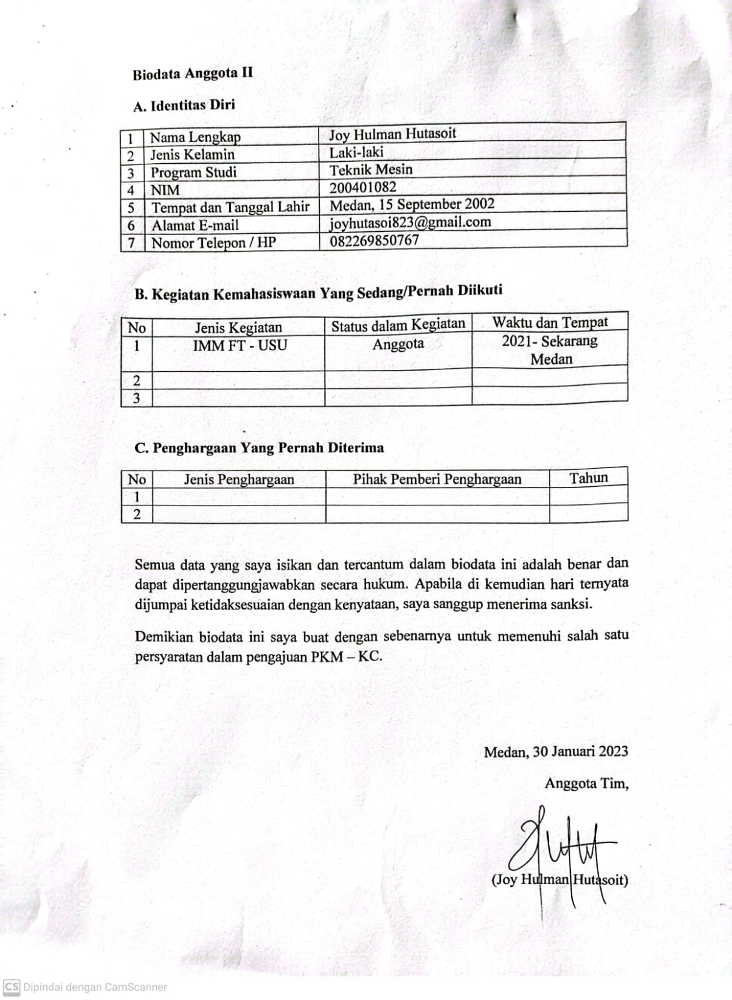 Biodata Anggota II
A. Identitas Diri
1 Nama Lengkap Joy Hulman Hutasoit
2 Jenis Kelamin Laki-laki
3 Program Studi Teknik Mesin
4 NIM 200401082
5 Tempat dan Tanggal Lahir Medan, 15 September 2002
6 Alamat E-mail joyhutasoi823@gmail.com
7 Nomor Telepon / HP 082269850767
B. Kegiatan Kemahasiswaan Yang Sedang/Pernah Diikuti
No Jenis Kegiatan Status dalam Kegiatan Waktu dan Tempat
1 IMM FT - USU Anggota 2021- Sekarang
Medan
2
3
C. Penghargaan Yang Pernah Diterima
No Jenis Penghargaan Pihak Pemberi Penghargaan Tahun
1
2
Semua data yang saya isikan dan tercantum dalam biodata ini adalah benar dan
dapat dipertanggungjawabkan secara hukum. Apabila di kemudian hari ternyata
dijumpai ketidaksesuaian dengan kenyataan, saya sanggup menerima sanksi.
Demikian biodata ini saya buat dengan sebenarnya untuk memenuhi salah satu
persyaratan dalam pengajuan PKM – KC.
Medan, 30 Januari 2023
Anggota Tim,
(Joy Hulman Hutasoit)
CS Dipindai dengan CamScanner